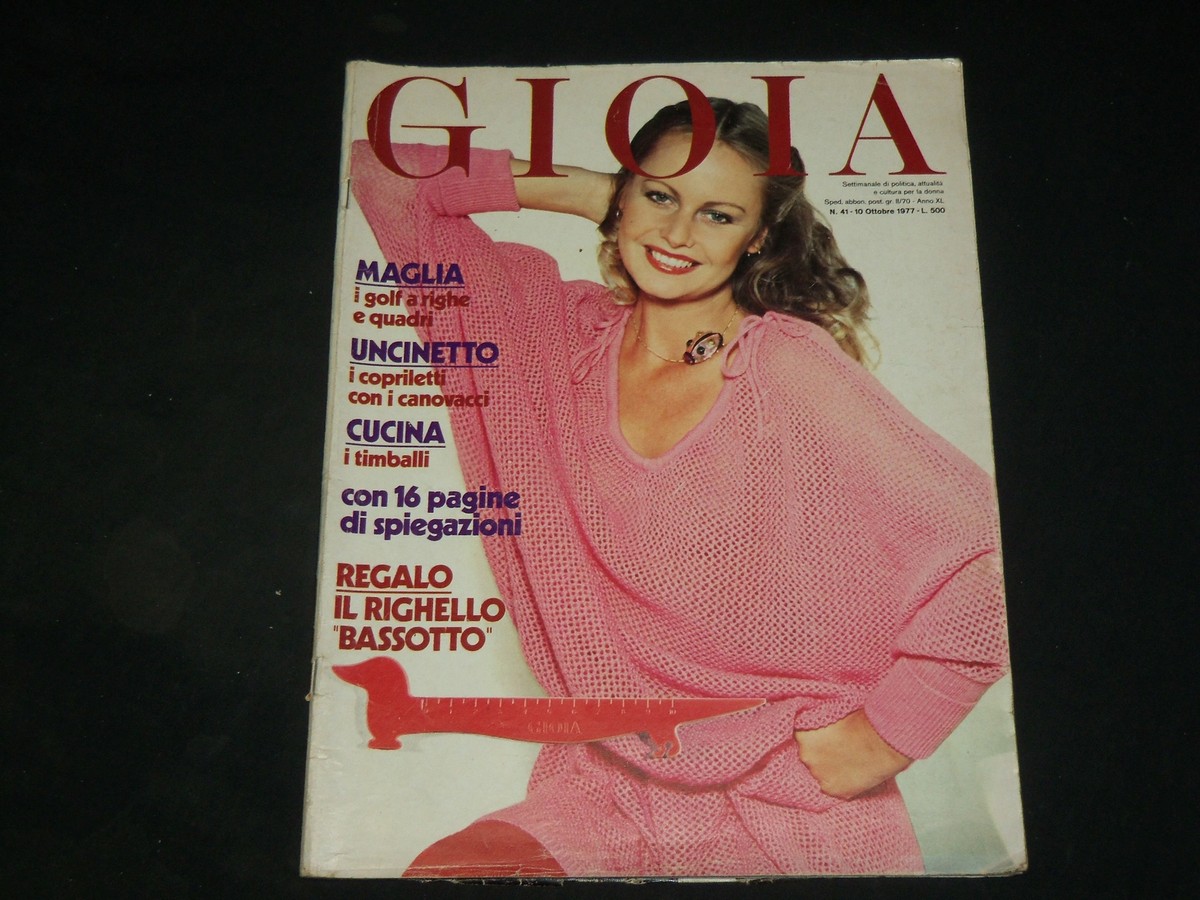 GIOIA
Settimanale di politica, attualità
e cultura per la donna
Sped. abbon. post. gr. II/70 - Anno XL
N. 41 - 10 Ottobre 1977 - L. 500
MAGLIA
i golf a righe
e quadri
UNCINETTO
i copriletti
con i canovacci
CUCINA
i timballi
con 16 pagine
di spiegazioni
REGALO
IL RIGHELLO
"BASSOTTO"
GIOIA